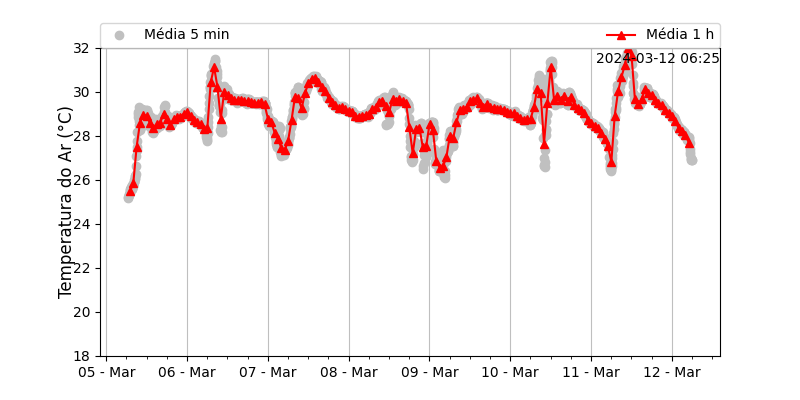 Média 5 min
Média 1 h
2024-03-12 06:25
Temperatura do Ar (°C)
32
30
28
26
24
22
20
18
05 - Mar
06 - Mar
07 - Mar
08 - Mar
09 - Mar
10 - Mar
11 - Mar
12 - Mar